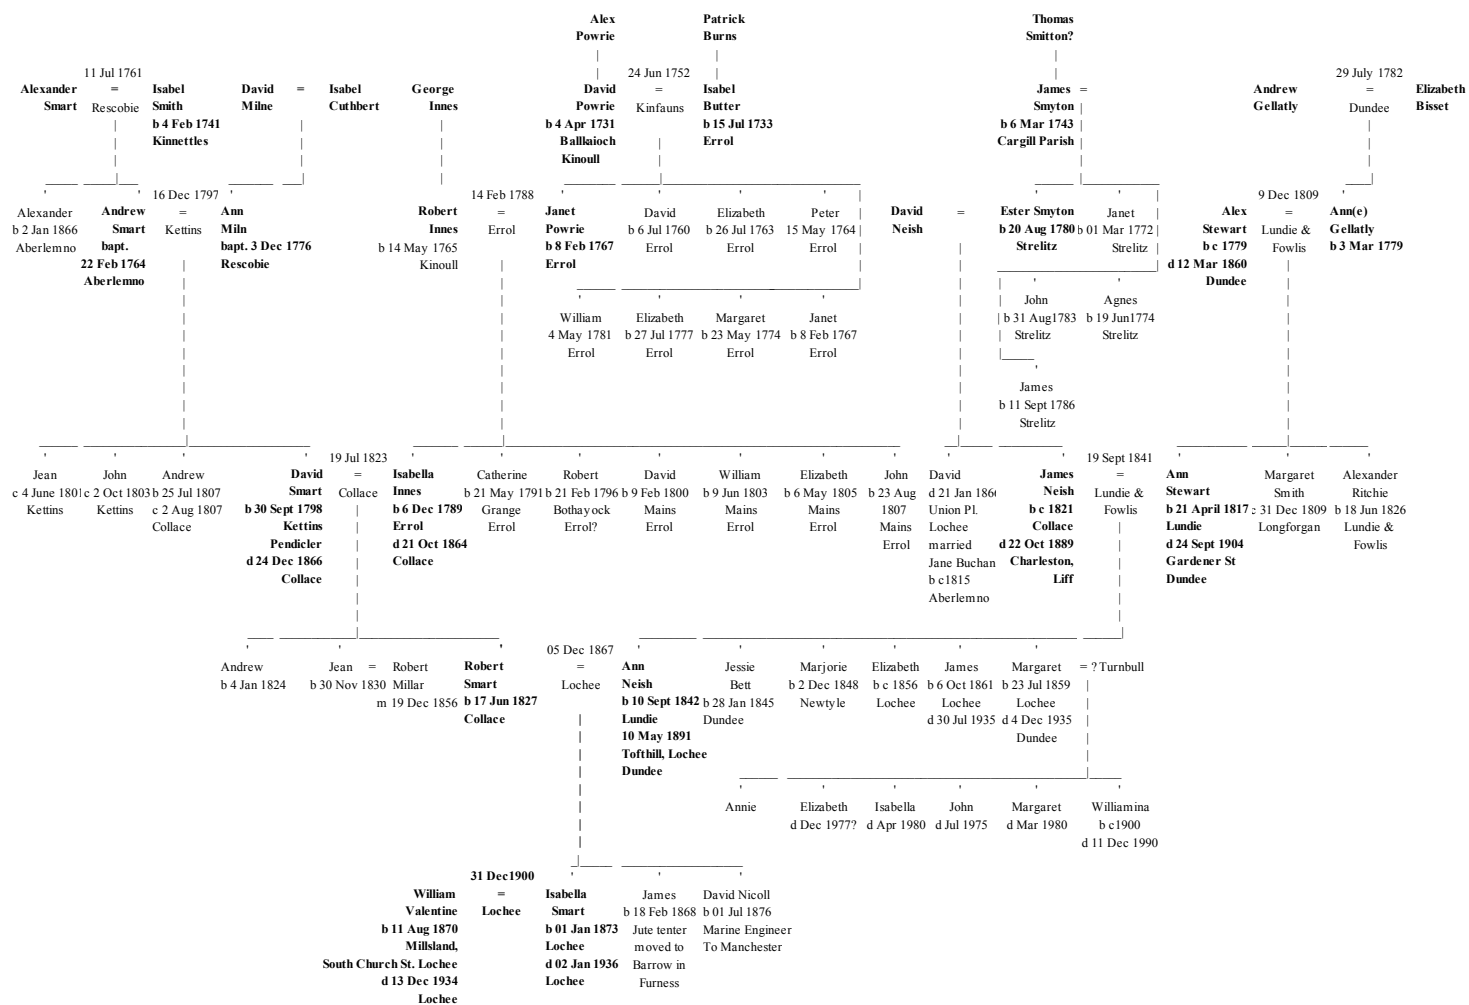 Alex
Powrie
Patrick
Burns
Thomas
Smitton?
11 Jul 1761
Alexander
Smart
=
Rescobie
Isabel
Smith
b 4 Feb 1741
Kinnettles
David
Milne
=
Isabel
Cuthbert
George
Innes
David
Powrie
b 4 Apr 1731
Ballkaioch
Kinoull
24 Jun 1752
=
Kinfauns
Isabel
Butter
b 15 Jul 1733
Errol
James
Smyton
b 6 Mar 1743
Cargill Parish
=
Andrew
Gellatly
29 July 1782
=
Dundee
Elizabeth
Bisset
Alexander
b 2 Jan 1866
Aberlemno
Andrew
Smart
bapt.
22 Feb 1764
Aberlemno
16 Dec 1797
=
Kettins
Ann
Miln
bapt. 3 Dec 1776
Rescobie
Robert
Innes
b 14 May 1765
Kinoull
14 Feb 1788
=
Errol
Janet
Powrie
b 8 Feb 1767
Errol
David
b 6 Jul 1760
Errol
Elizabeth
b 26 Jul 1763
Errol
Peter
15 May 1764
Errol
David
Neish
=
Ester Smyton
b 20 Aug 1780
Strelitz
Janet
b 01 Mar 1772
Strelitz
Alex
Stewart
b c 1779
d 12 Mar 1860
Dundee
9 Dec 1809
=
Lundie &
Fowlis
Ann(e)
Gellatly
b 3 Mar 1779
William
4 May 1781
Errol
Elizabeth
b 27 Jul 1777
Errol
Margaret
b 23 May 1774
Errol
Janet
b 8 Feb 1767
Errol
John
b 31 Aug1783
Strelitz
Agnes
b 19 Jun1774
Strelitz
James
b 11 Sept 1786
Strelitz
Jean
c 4 June 1801
Kettins
John
c 2 Oct 1803
Kettins
Andrew
b 25 Jul 1807
c 2 Aug 1807
Collace
David
Smart
b 30 Sept 1798
Kettins
Pendicler
d 24 Dec 1866
Collace
19 Jul 1823
=
Collace
Isabella
Innes
b 6 Dec 1789
Errol
d 21 Oct 1864
Collace
Catherine
b 21 May 1791
Grange
Errol
Robert
b 21 Feb 1796
Bothayock
Errol?
David
b 9 Feb 1800
Mains
Errol
William
b 9 Jun 1803
Mains
Errol
Elizabeth
b 6 May 1805
Mains
Errol
John
b 23 Aug
1807
Mains
Errol
David
d 21 Jan 186
Union Pl.
Lochee
married
Jane Buchan
b c1815
Aberlemno
James
Neish
b c 1821
Collace
d 22 Oct 1889
Charleston,
Liff
19 Sept 1841
=
Lundie &
Fowlis
Ann
Stewart
b 21 April 1817
Lundie
d 24 Sept 1904
Gardener St
Dundee
Margaret
Smith
c 31 Dec 1809
Longforgan
Alexander
Ritchie
b 18 Jun 1826
Lundie &
Fowlis
Andrew
b 4 Jan 1824
Jean
b 30 Nov 1830
=
Robert
Millar
m 19 Dec 1856
Robert
Smart
b 17 Jun 1827
Collace
05 Dec 1867
=
Lochee
Ann
Neish
b 10 Sept 1842
Lundie
10 May 1891
Tofthill, Lochee
Dundee
Jessie
Bett
b 28 Jan 1845
Dundee
Marjorie
b 2 Dec 1848
Newtyle
Elizabeth
b c 1856
Lochee
James
b 6 Oct 1861
Lochee
d 30 Jul 1935
Margaret
b 23 Jul 1859
Lochee
d 4 Dec 1935
Dundee
= ? Turnbull
Annie
Elizabeth
d Dec 1977?
Isabella
d Apr 1980
John
d Jul 1975
Margaret
d Mar 1980
Williamina
b c1900
d 11 Dec 1990
William
Valentine
b 11 Aug 1870
Millsland,
South Church St. Lochee
d 13 Dec 1934
Lochee
31 Dec1900
=
Lochee
Isabella
Smart
b 01 Jan 1873
Lochee
d 02 Jan 1936
Lochee
James
b 18 Feb 1868
Jute tenter
moved to
Barrow in
Furness
David Nicoll
b 01 Jul 1876
Marine Engineer
To Manchester